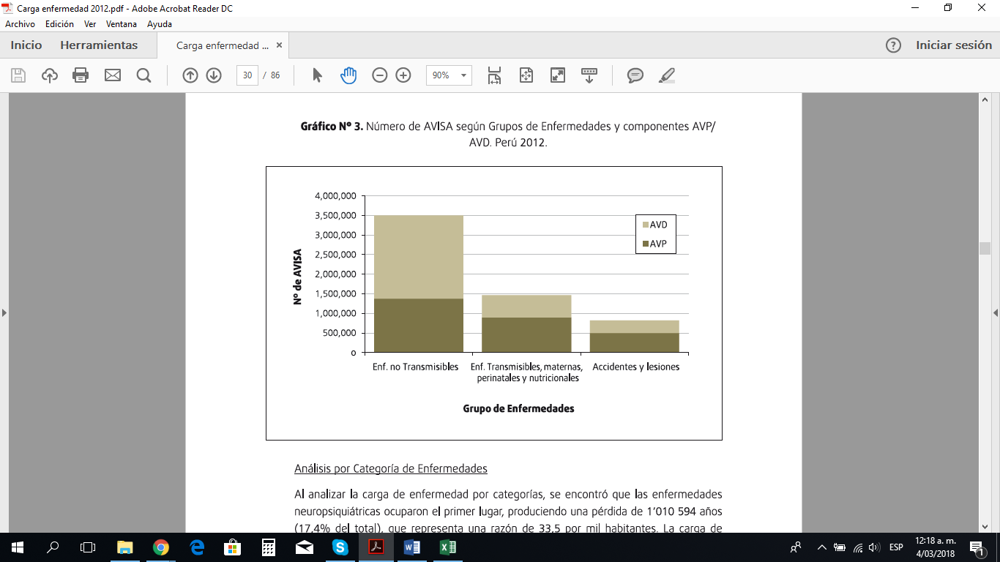 Carga enfermedad 2012.pdf - Adobe Acrobat Reader DC
Archivo Edición Ver Ventana Ayuda
Inicio Herramientas Carga enfermedad ... × ? Iniciar sesión
30 / 86 90%
Gráfico Nº 3. Número de AVISA según Grupos de Enfermedades y componentes AVP/
AVD. Perú 2012.
4,000,000
3,500,000
3,000,000
2,500,000
2,000,000
1,500,000
1,000,000
500,000
0
Nº de AVISA
AVD
AVP
Enf. no Transmisibles
Enf. Transmisibles, maternas,
perinatales y nutricionales
Accidentes y lesiones
Grupo de Enfermedades
Análisis por Categoría de Enfermedades
Al analizar la carga de enfermedad por categorías, se encontró que las enfermedades
neuropsiquiátricas ocuparon el primer lugar, produciendo una pérdida de 1’010 594 años
(17,4% del total), que representa una razón de 33,5 por mil habitantes. La carga de
ESP
12:18 a. m.
4/03/2018
1